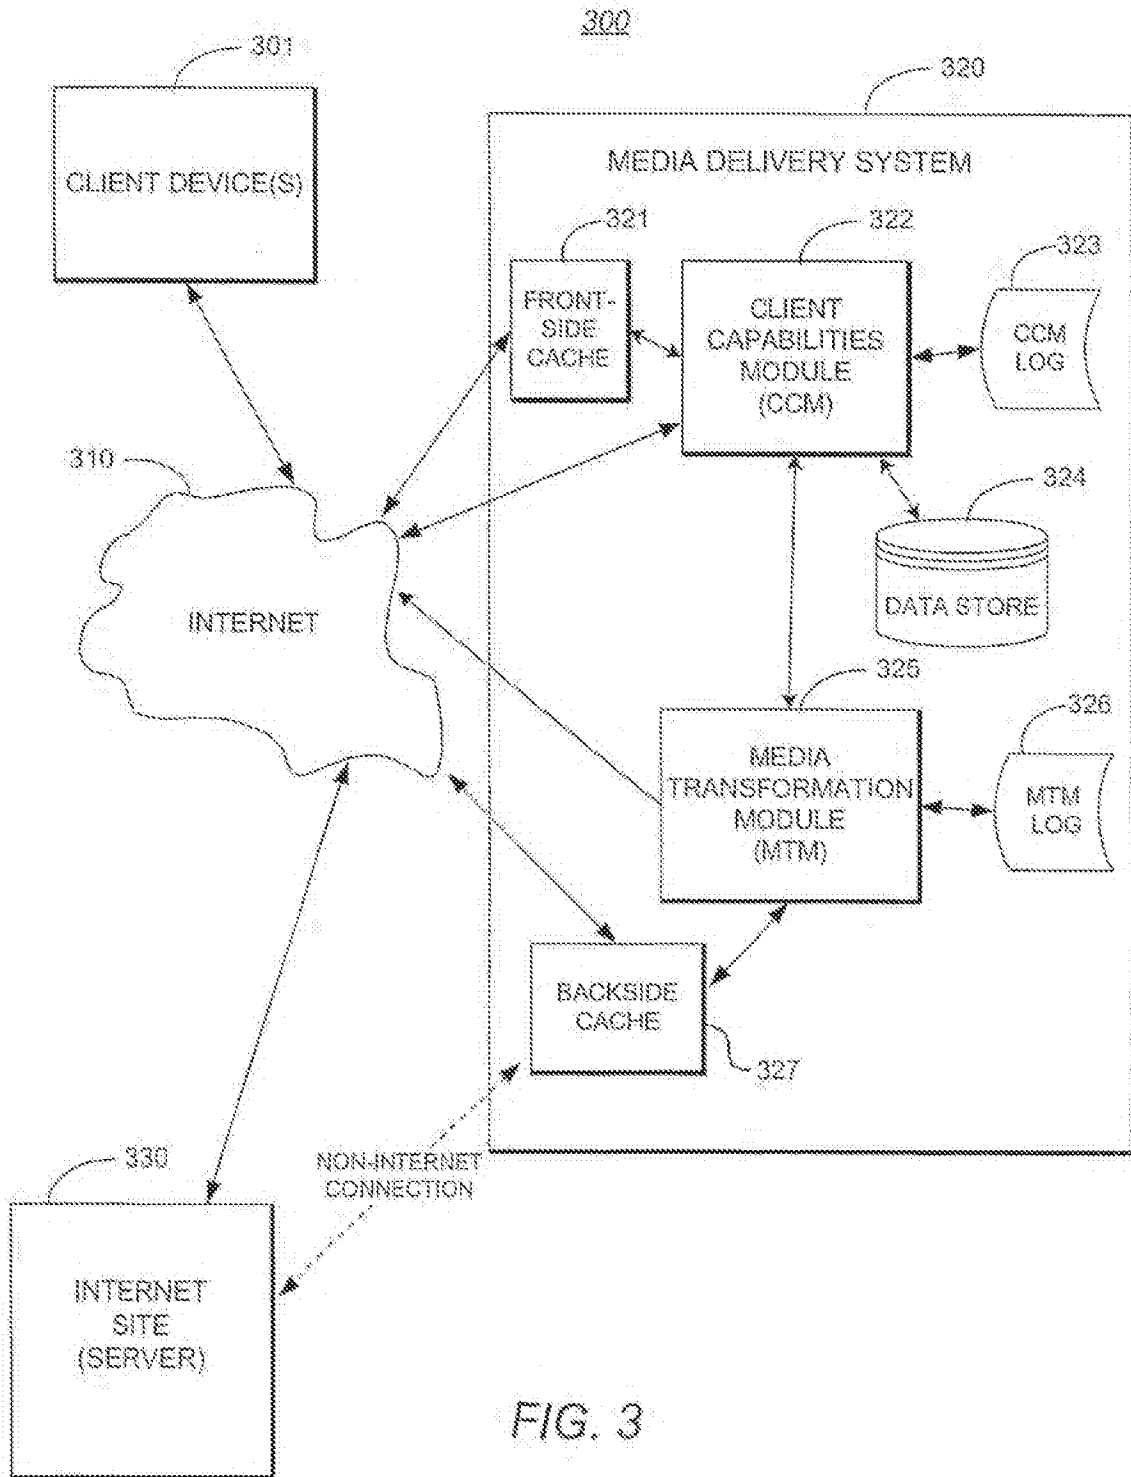 300
301
320
CLIENT DEVICE(S)
MEDIA DELIVERY SYSTEM
321
322
323
FRONT-
SIDE
CACHE
CLIENT
CAPABILITIES
MODULE
(CCM)
CCM
LOG
310
324
INTERNET
DATA STORE
325
326
MEDIA
TRANSFORMATION
MODULE
(MTM)
MTM
LOG
BACKSIDE
CACHE
327
330
NON-INTERNET
CONNECTION
INTERNET
SITE
(SERVER)
FIG. 3